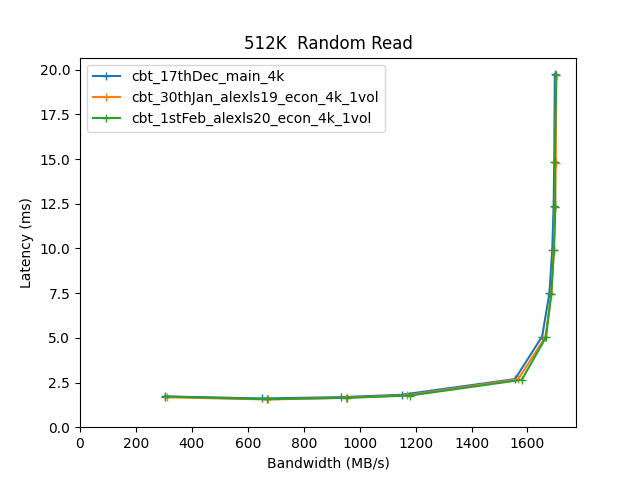 512K  Random Read
cbt_17thDec_main_4k
cbt_30thJan_alexls19_econ_4k_1vol
cbt_1stFeb_alexls20_econ_4k_1vol
20.0
17.5
15.0
12.5
10.0
7.5
5.0
2.5
0.0
Latency (ms)
0 200 400 600 800 1000 1200 1400 1600
Bandwidth (MB/s)